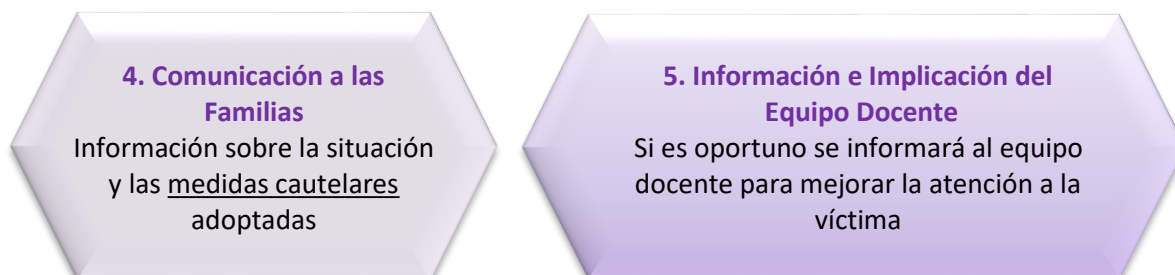 4. Comunicación a las
Familias
Información sobre la situación
y las medidas cautelares
adoptadas
5. Información e Implicación del
Equipo Docente
Si es oportuno se informará al equipo
docente para mejorar la atención a la
víctima